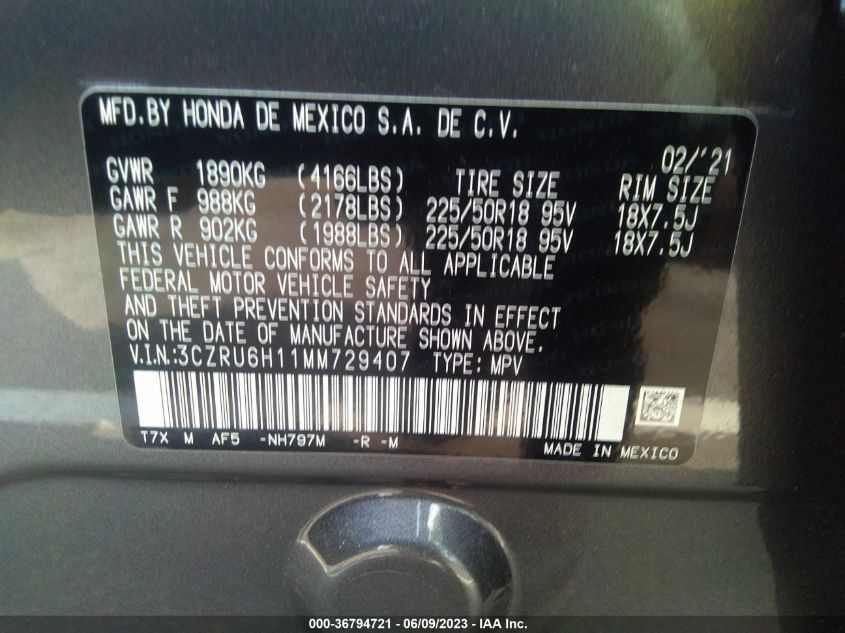 MFD.BY HONDA DE MEXICO S.A. DE C.V.
02/'21
GVWR 1890KG (4166LBS) TIRE SIZE RIM SIZE
GAWR F 988KG (2178LBS) 225/50R18 95V 18X7.5J
GAWR R 902KG (1988LBS) 225/50R18 95V 18X7.5J
THIS VEHICLE CONFORMS TO ALL APPLICABLE
FEDERAL MOTOR VEHICLE SAFETY
AND THEFT PREVENTION STANDARDS IN EFFECT
ON THE DATE OF MANUFACTURE SHOWN ABOVE.
V.I.N.:3CZRU6H11MM729407 TYPE: MPV
T7X M AF5 -NH797M -R -M
MADE IN MEXICO
000-36794721 - 06/09/2023 - IAA Inc.